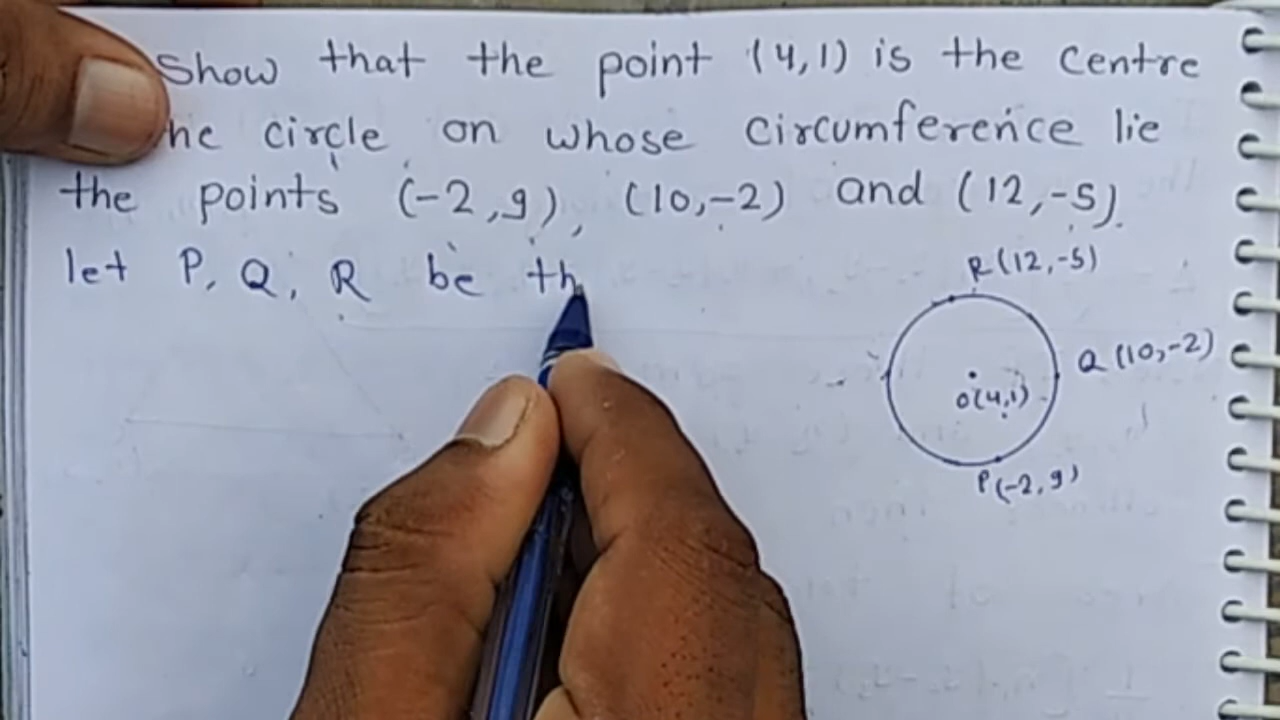 Show that the point (4,1) is the Centre
he circle on whose circumference lie
the points (-2,9), (10,-2) and (12,-5)
let P, Q, R be th
R(12,-5)
Q (10,-2)
O(4,1)
P(-2,9)